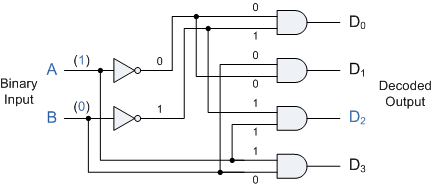 0
D0
(1)
A
0
1
0
D1
0
Binary
Input
Decoded
Output
(0)
B
1
1
D2
1
1
D3
0